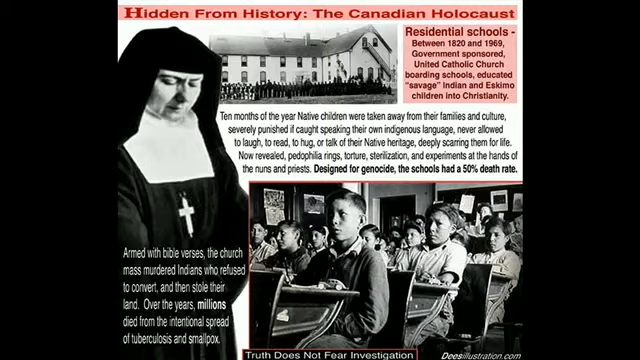 Hidden From History: The Canadian Holocaust
Residential schools -
Between 1820 and 1969,
Government sponsored,
United Catholic Church
boarding schools, educated
“savage” Indian and Eskimo
children into Christianity.
Ten months of the year Native children were taken away from their families and culture,
severely punished if caught speaking their own indigenous language, never allowed
to laugh, to read, to hug, or talk of their Native heritage, deeply scarring them for life.
Now revealed, pedophilia rings, torture, sterilization, and experiments at the hands of
the nuns and priests. Designed for genocide, the schools had a 50% death rate.
Armed with bible verses, the church
mass murdered Indians who refused
to convert, and then stole their
land. Over the years, millions
died from the intentional spread
of tuberculosis and smallpox.
Truth Does Not Fear Investigation
Deesillustration.com